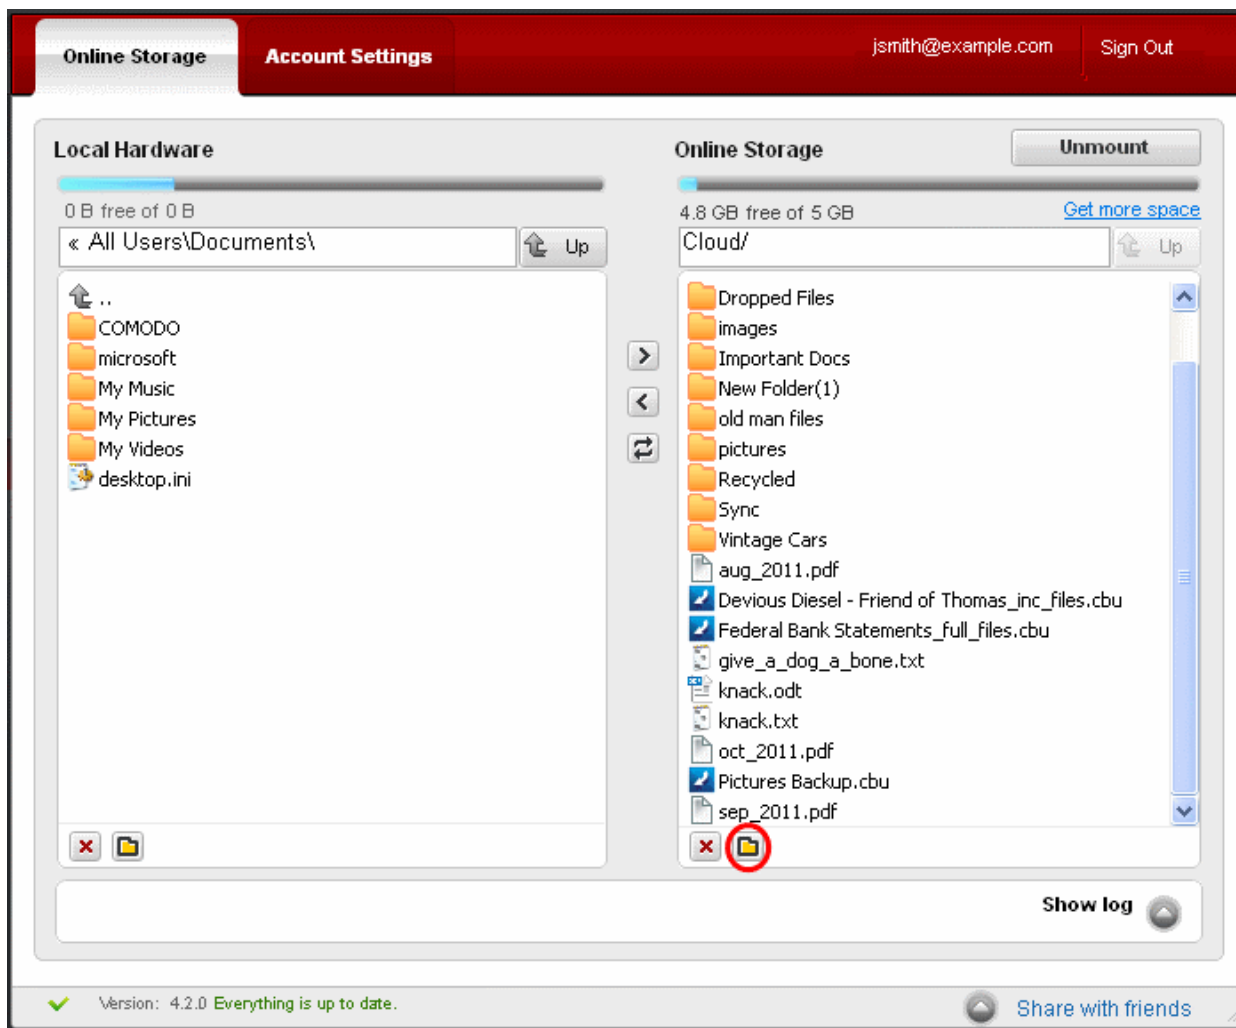 Online Storage
Account Settings
jsmith@example.com
Sign Out
Local Hardware
0 B free of 0 B
« All Users\Documents\
Up
..
COMODO
microsoft
My Music
My Pictures
My Videos
desktop.ini
Online Storage
Unmount
4.8 GB free of 5 GB
Get more space
Cloud/
Up
Dropped Files
images
Important Docs
New Folder(1)
old man files
pictures
Recycled
Sync
Vintage Cars
aug_2011.pdf
Devious Diesel - Friend of Thomas_inc_files.cbu
Federal Bank Statements_full_files.cbu
give_a_dog_a_bone.txt
knack.odt
knack.txt
oct_2011.pdf
Pictures Backup.cbu
sep_2011.pdf
Show log
Version: 4.2.0 Everything is up to date.
Share with friends